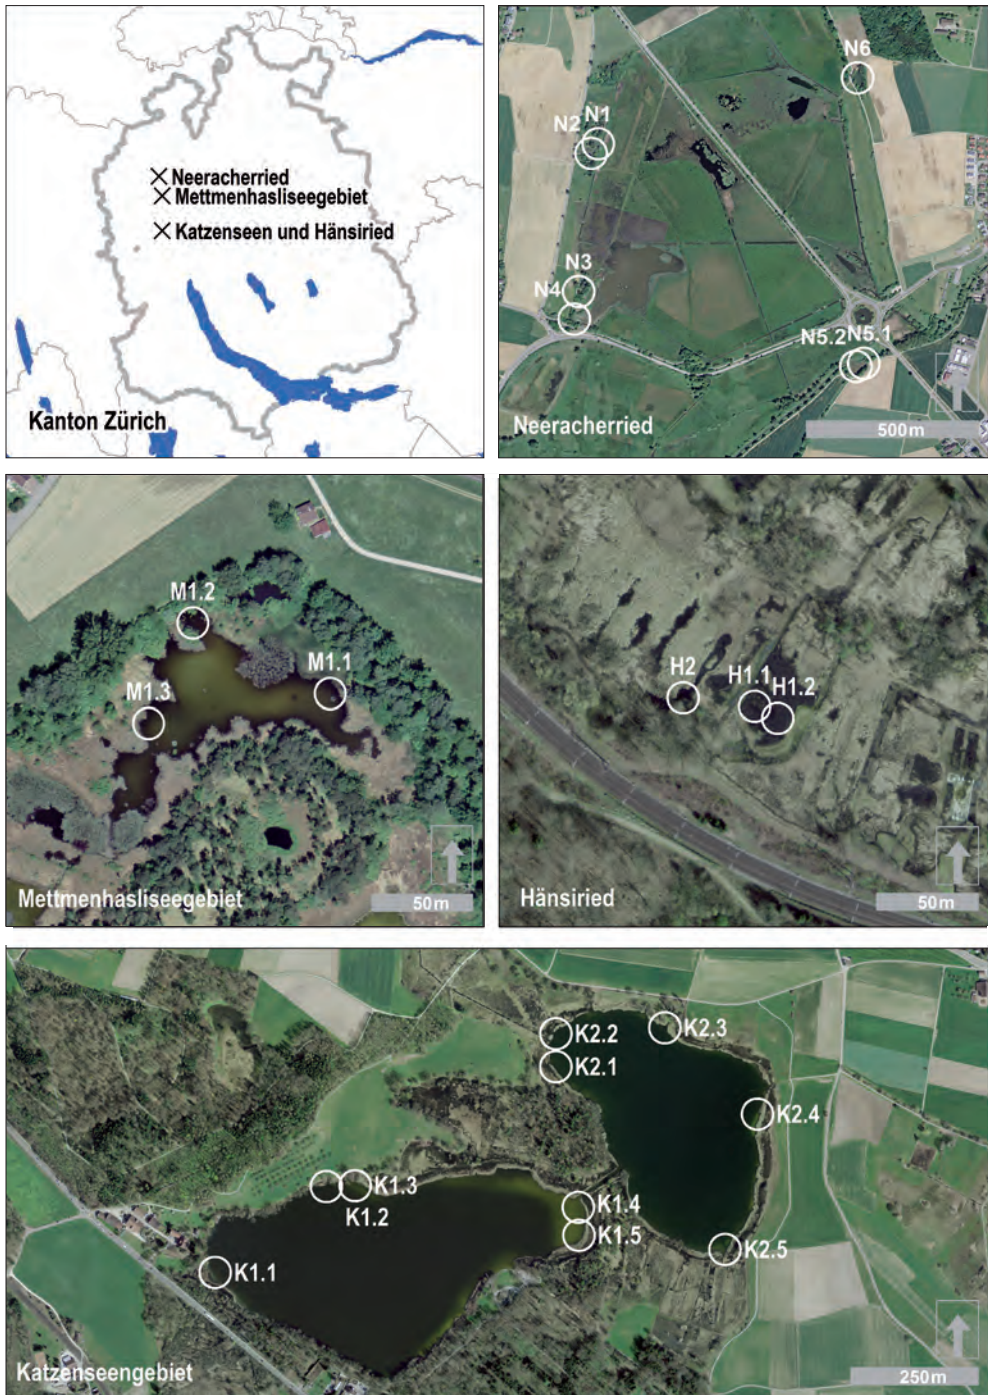 Neeracherried
Mettmenhasliseegebiet
Katzenseen und Hänsiried
Kanton Zürich
N6
N1
N2
N3
N4
N5.1
N5.2
Neeracherried
500m
M1.2
M1.1
M1.3
Mettmenhasliseegebiet
50m
H2
H1.1
H1.2
Hänsiried
50m
K2.2
K2.3
K2.1
K2.4
K1.3
K1.2
K1.4
K1.5
K2.5
K1.1
Katzenseengebiet
250m